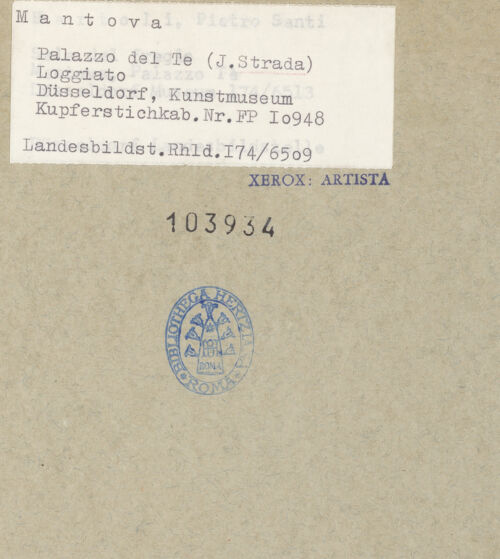 M a n t o v a
Palazzo del Te (J.Strada)
Loggiato
Düsseldorf, Kunstmuseum
Kupferstichkab.Nr.FP Io948
Landesbildst.Rhld.I74/65o9
XEROX: ARTISTA
103934
BIBLIOTHECA HERTZIA
ROMA